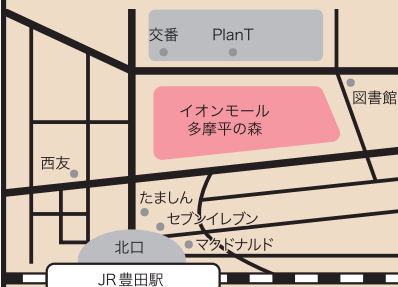 交番 PlanT
図書館
イオンモール
多摩平の森
西友
たましん
セブンイレブン
マクドナルド
北口
JR豊田駅